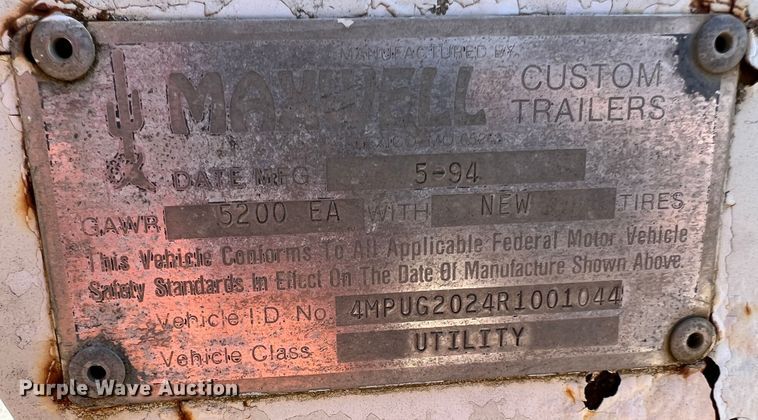 MANUFACTURED BY
MAXWELL CUSTOM TRAILERS
MEXICO, MO
DATE MFG 5-94
GAWR 5200 EA WITH NEW TIRES
This Vehicle Conforms To All Applicable Federal Motor Vehicle
Safety Standards In Effect On The Date Of Manufacture Shown Above.
Vehicle I.D. No. 4MPUG2024R1001044
Vehicle Class UTILITY
Purple Wave Auction